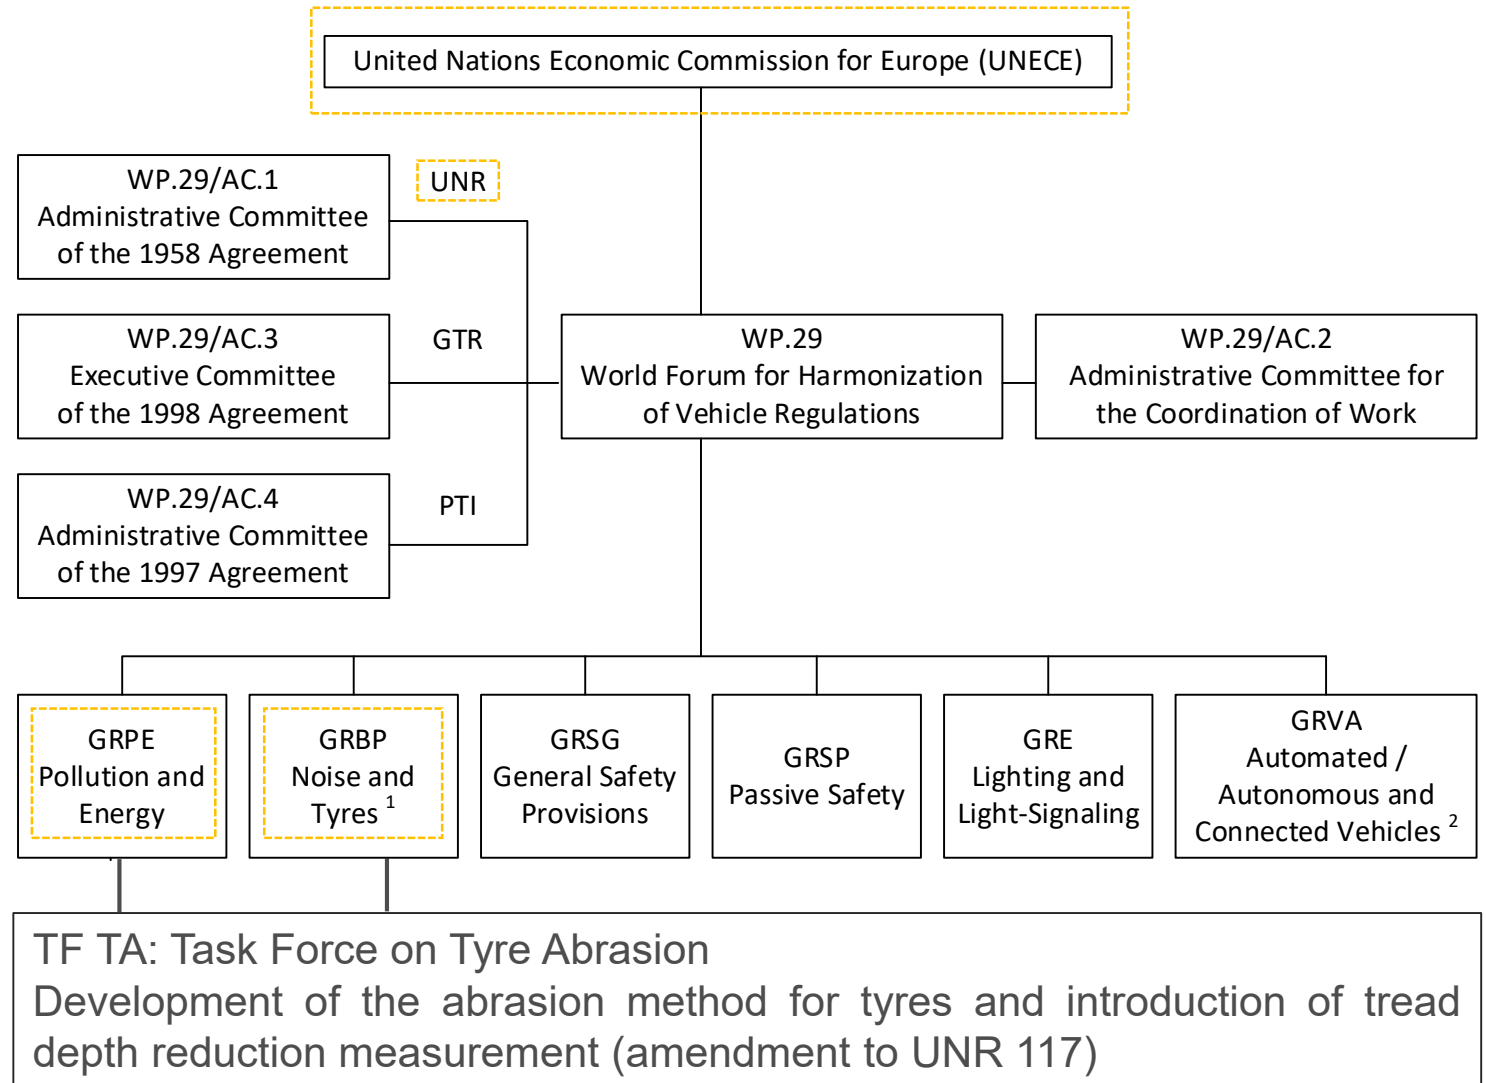 United Nations Economic Commission for Europe (UNECE)
WP.29/AC.1
Administrative Committee
of the 1958 Agreement
UNR
WP.29/AC.3
Executive Committee
of the 1998 Agreement
GTR
WP.29
World Forum for Harmonization
of Vehicle Regulations
WP.29/AC.2
Administrative Committee for
the Coordination of Work
WP.29/AC.4
Administrative Committee
of the 1997 Agreement
PTI
GRPE
Pollution and
Energy
GRBP
Noise and
Tyres 1
GRSG
General Safety
Provisions
GRSP
Passive Safety
GRE
Lighting and
Light-Signaling
GRVA
Automated /
Autonomous and
Connected Vehicles 2
TF TA: Task Force on Tyre Abrasion
Development of the abrasion method for tyres and introduction of tread
depth reduction measurement (amendment to UNR 117)